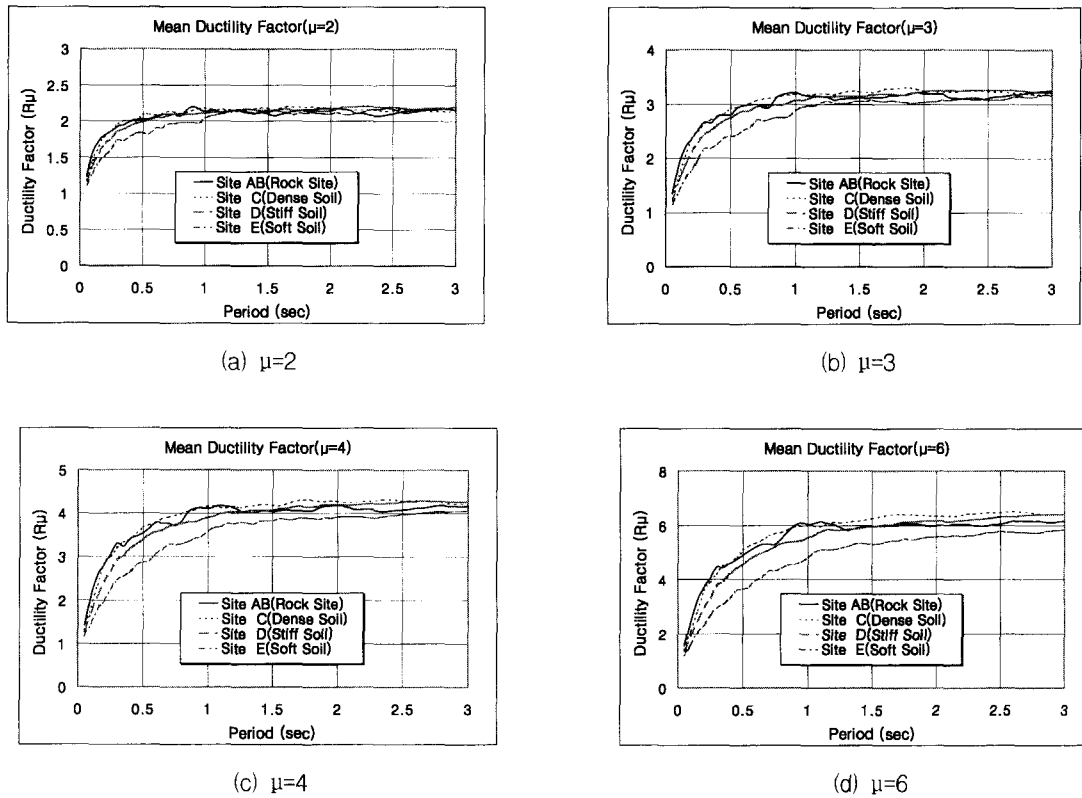 Mean Ductility Factor(μ=2)
Ductility Factor (Rμ)
3
2.5
2
1.5
1
0.5
0
Site AB(Rock Site)
Site C(Dense Soil)
Site D(Stiff Soil)
Site E(Soft Soil)
0 0.5 1 1.5 2 2.5 3
Period (sec)
(a) μ=2
Mean Ductility Factor(μ=3)
Ductility Factor (Rμ)
4
3
2
1
0
Site AB(Rock Site)
Site C(Dense Soil)
Site D(Stiff Soil)
Site E(Soft Soil)
0 0.5 1 1.5 2 2.5 3
Period (sec)
(b) μ=3
Mean Ductility Factor(μ=4)
Ductility Factor (Rμ)
5
4
3
2
1
0
Site AB(Rock Site)
Site C(Dense Soil)
Site D(Stiff Soil)
Site E(Soft Soil)
0 0.5 1 1.5 2 2.5 3
Period (sec)
(c) μ=4
Mean Ductility Factor(μ=6)
Ductility Factor (Rμ)
8
6
4
2
0
Site AB(Rock Site)
Site C(Dense Soil)
Site D(Stiff Soil)
Site E(Soft Soil)
0 0.5 1 1.5 2 2.5 3
Period (sec)
(d) μ=6